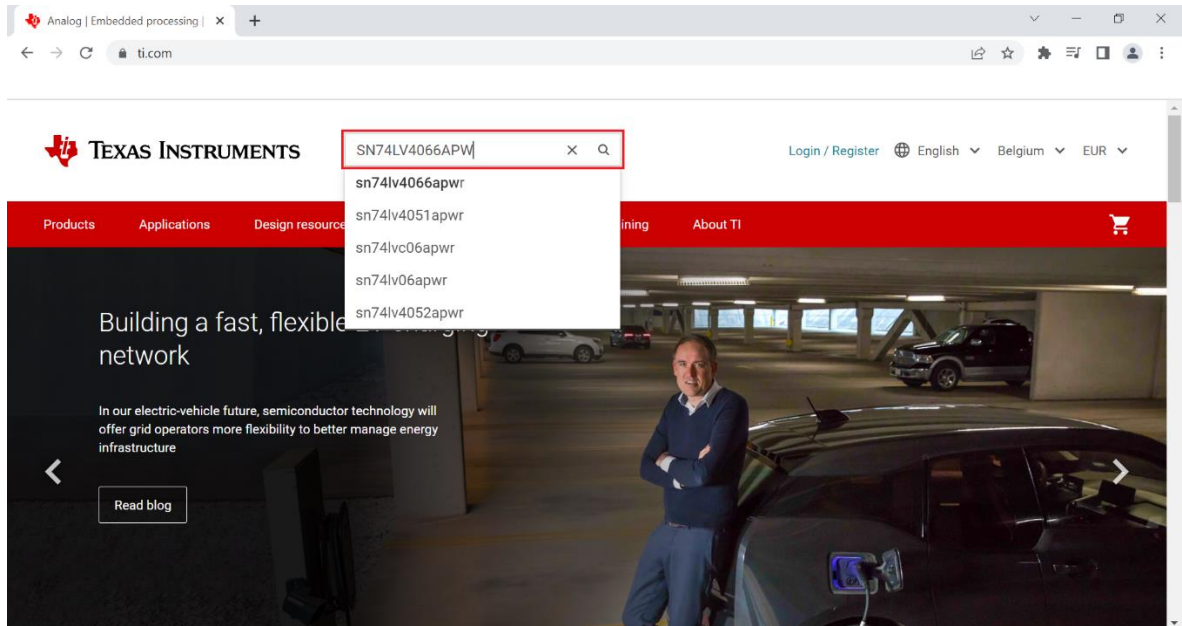 Analog | Embedded processing |
ti.com
TEXAS INSTRUMENTS
SN74LV4066APW
Login / Register English Belgium EUR
sn74lv4066apwr
sn74lv4051apwr
sn74lvc06apwr
sn74lv06apwr
sn74lv4052apwr
Products Applications Design resource ining About TI
Building a fast, flexible
network
In our electric-vehicle future, semiconductor technology will
offer grid operators more flexibility to better manage energy
infrastructure
Read blog